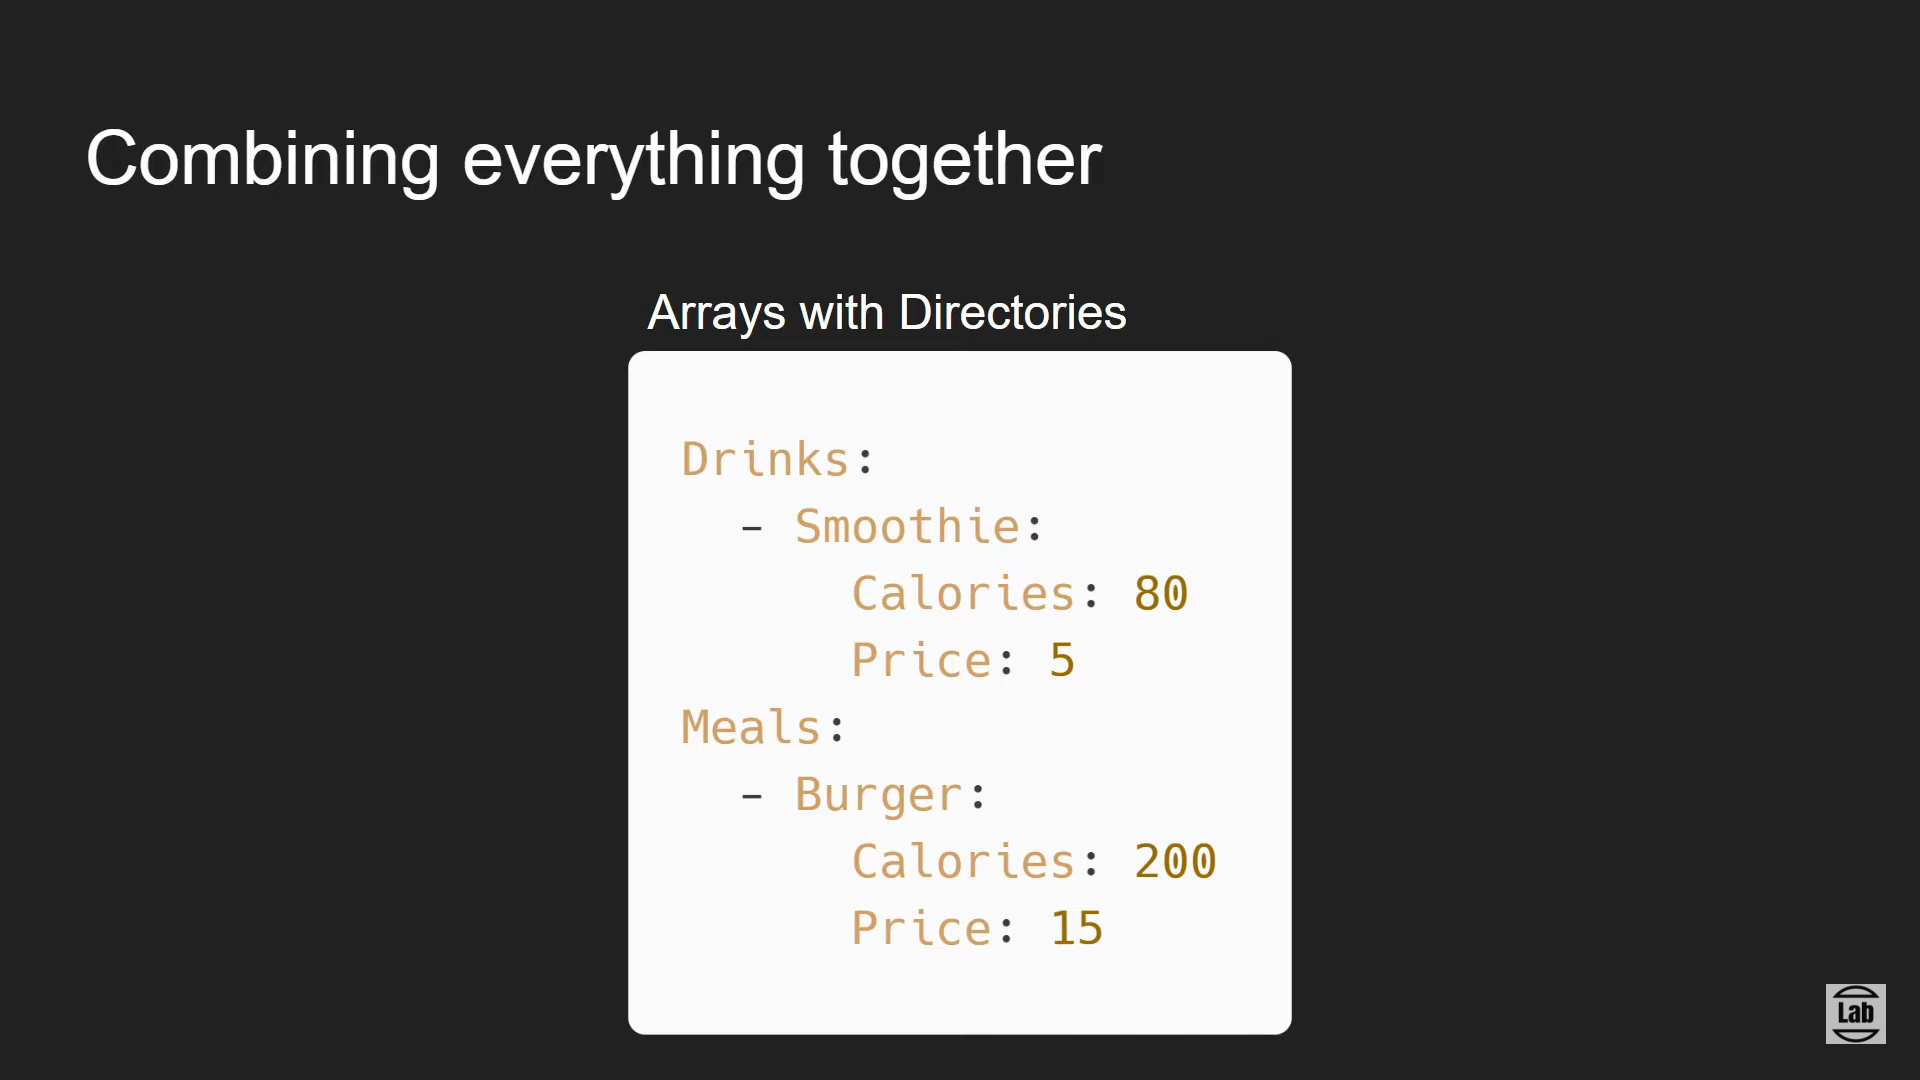 Combining everything together
Arrays with Directories
Drinks:
- Smoothie:
Calories: 80
Price: 5
Meals:
- Burger:
Calories: 200
Price: 15
Lab